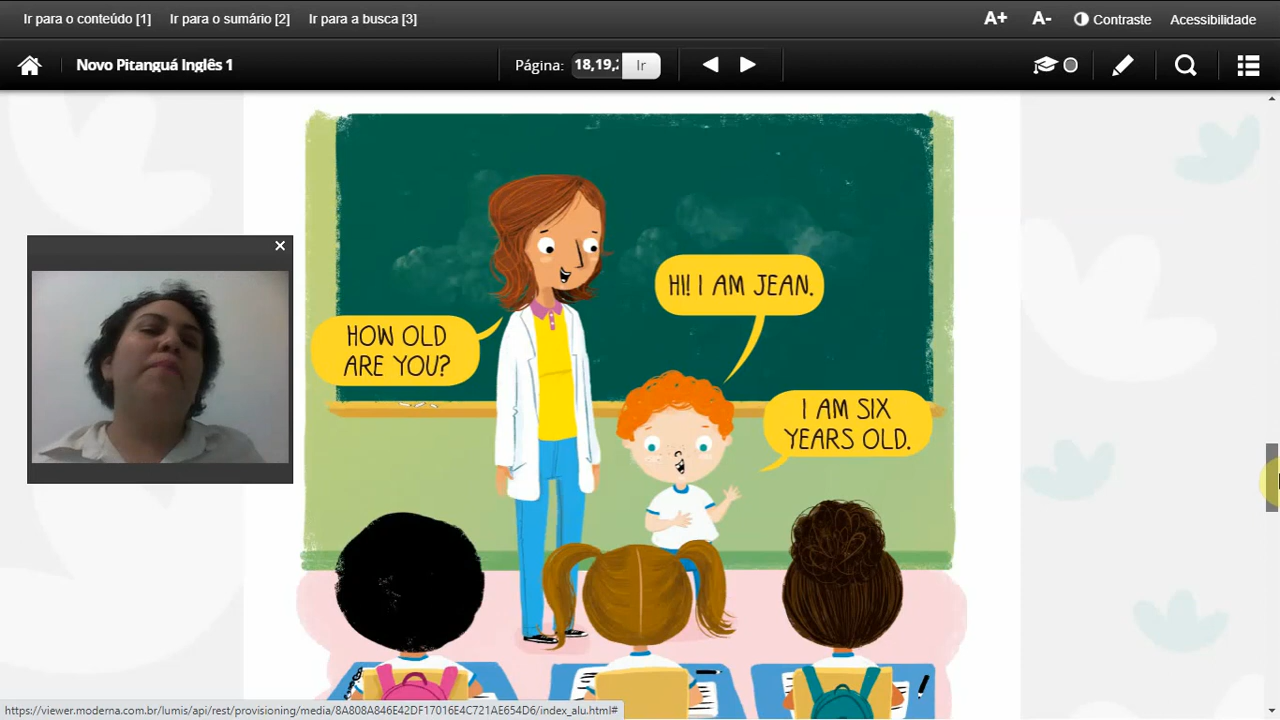 Ir para o conteúdo [1] Ir para o sumário [2] Ir para a busca [3] A+ A- Contraste Acessibilidade
Novo Pitanguá Inglês 1 Página: 18,19,2 Ir
HI! I AM JEAN.
HOW OLD
ARE YOU?
I AM SIX
YEARS OLD.
https://viewer.moderna.com.br/lumis/api/rest/provisioning/media/8A808A846E42DF17016E4C721AE654D6/index_alu.html#